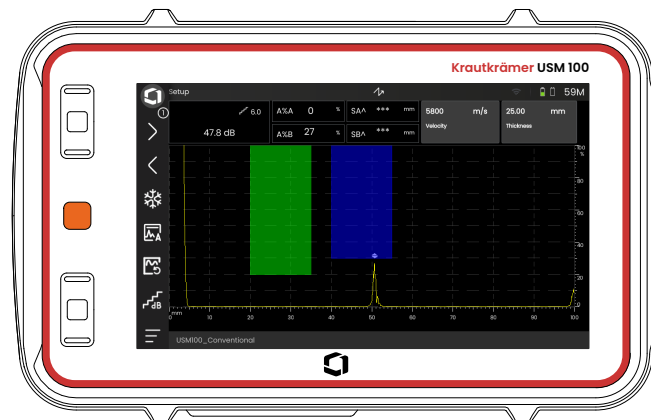 Krautkrämer USM 100
Setup
59M
1
6.0
47.8 dB
A%A 0 %
SA^ *** mm
5800 m/s
Velocity
25.00 mm
Thickness
A%B 27 %
SB^ *** mm
100
%
80
60
40
20
0
mm 10 20 30 40 50 60 70 80 90 100
A
dB
USM100_Conventional